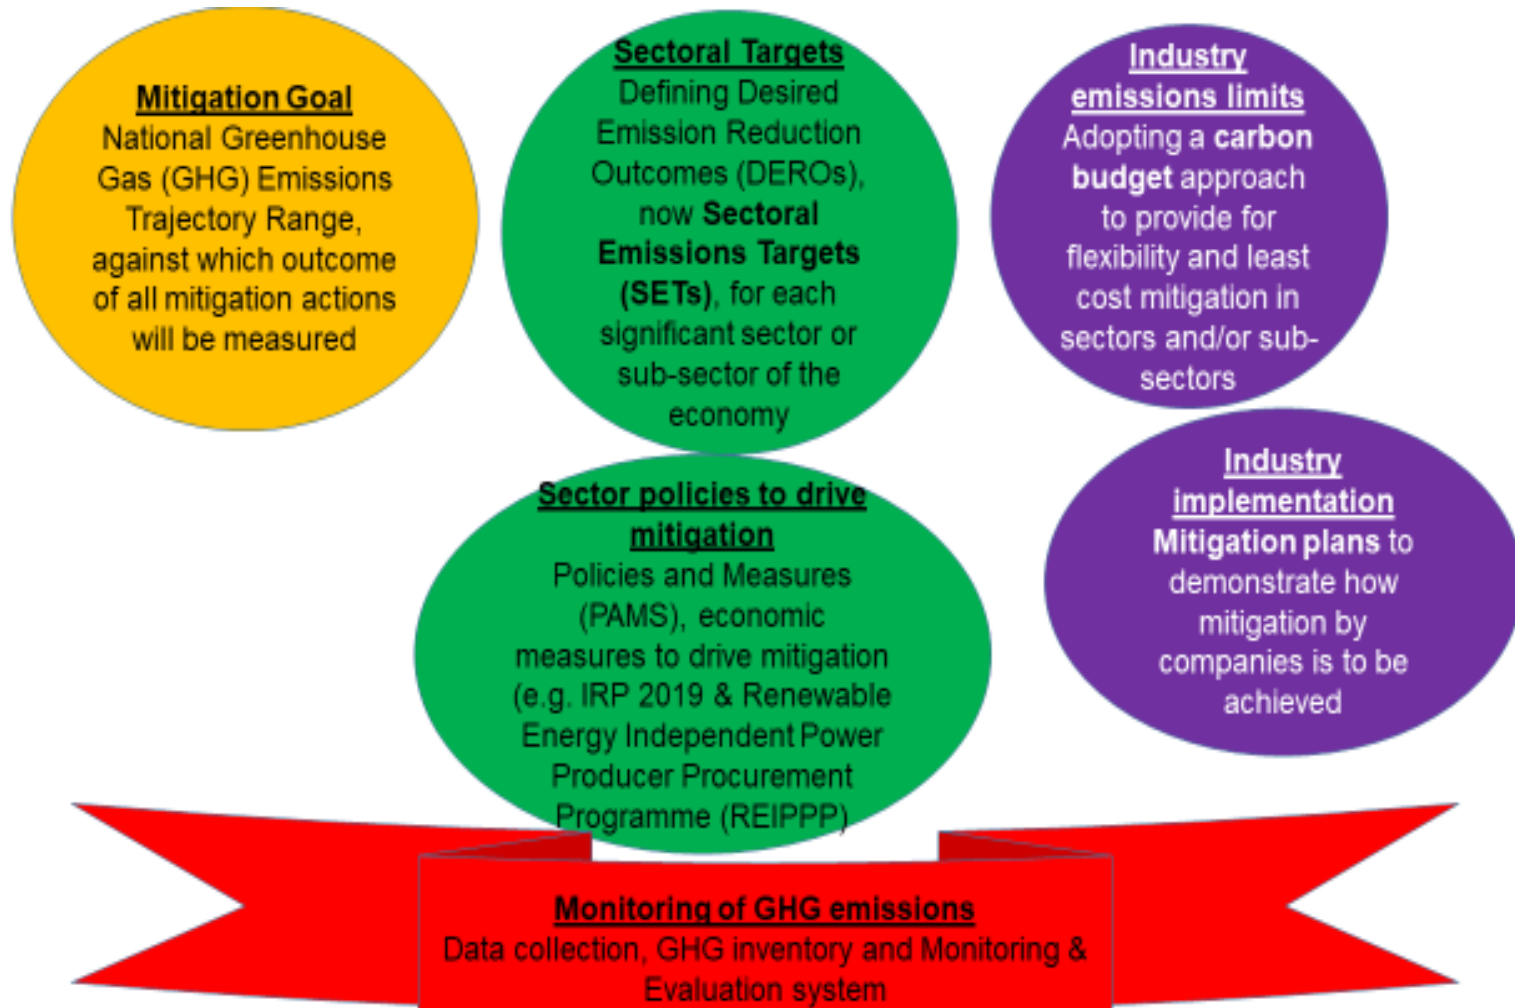 Mitigation Goal
National Greenhouse
Gas (GHG) Emissions
Trajectory Range,
against which outcome
of all mitigation actions
will be measured
Sectoral Targets
Defining Desired
Emission Reduction
Outcomes (DEROs),
now Sectoral
Emissions Targets
(SETs), for each
significant sector or
sub-sector of the
economy
Industry
emissions limits
Adopting a carbon
budget approach
to provide for
flexibility and least
cost mitigation in
sectors and/or sub-
sectors
Sector policies to drive
mitigation
Policies and Measures
(PAMS), economic
measures to drive mitigation
(e.g. IRP 2019 & Renewable
Energy Independent Power
Producer Procurement
Programme (REIPPP)
Industry
implementation
Mitigation plans to
demonstrate how
mitigation by
companies is to be
achieved
Monitoring of GHG emissions
Data collection, GHG inventory and Monitoring &
Evaluation system